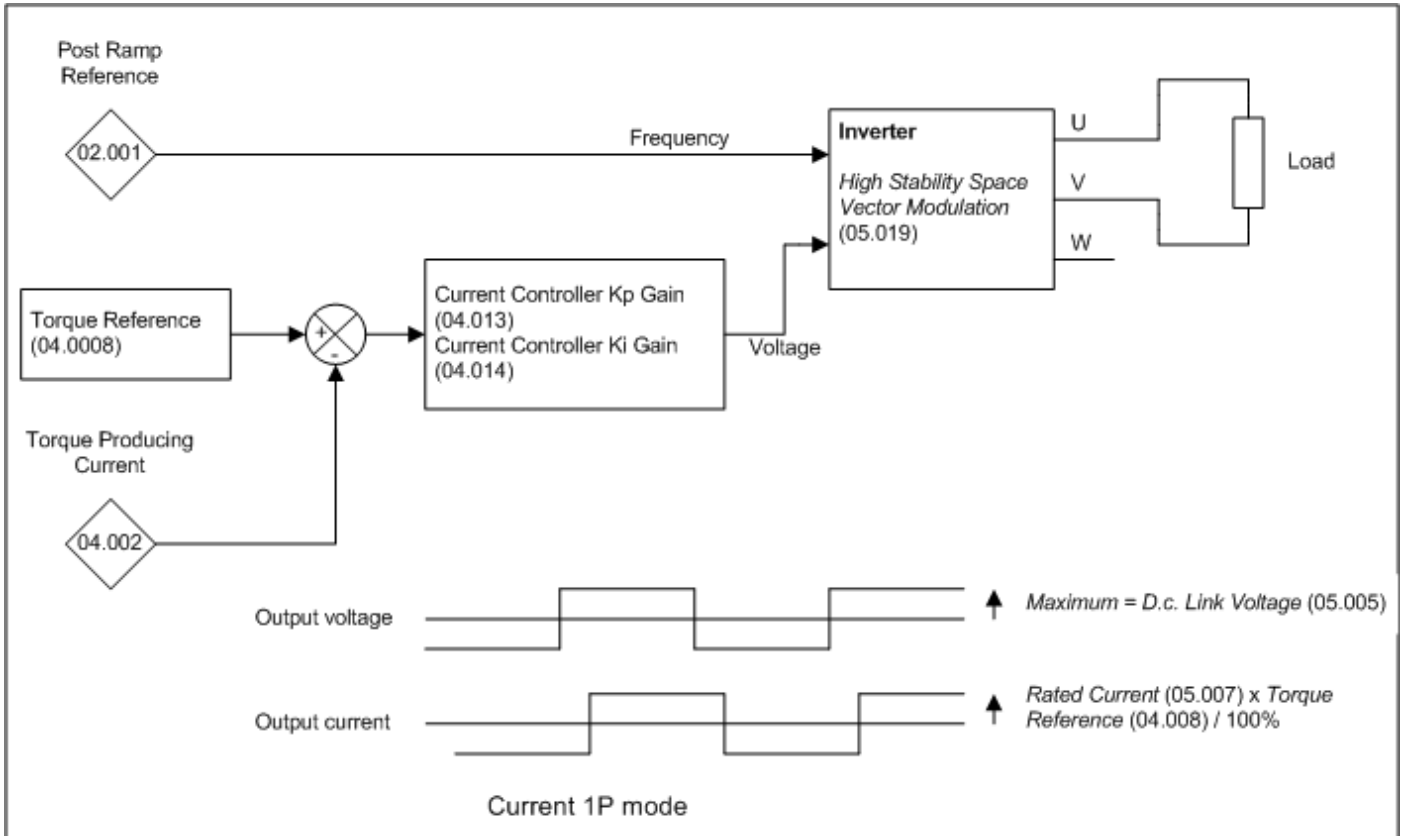 Post Ramp
Reference
02.001
Frequency
Inverter
High Stability Space
Vector Modulation
(05.019)
U
V
W
Load
Torque Reference
(04.0008)
+
-
Current Controller Kp Gain
(04.013)
Current Controller Ki Gain
(04.014)
Voltage
Torque Producing
Current
04.002
Output voltage
Maximum = D.c. Link Voltage (05.005)
Output current
Rated Current (05.007) x Torque
Reference (04.008) / 100%
Current 1P mode